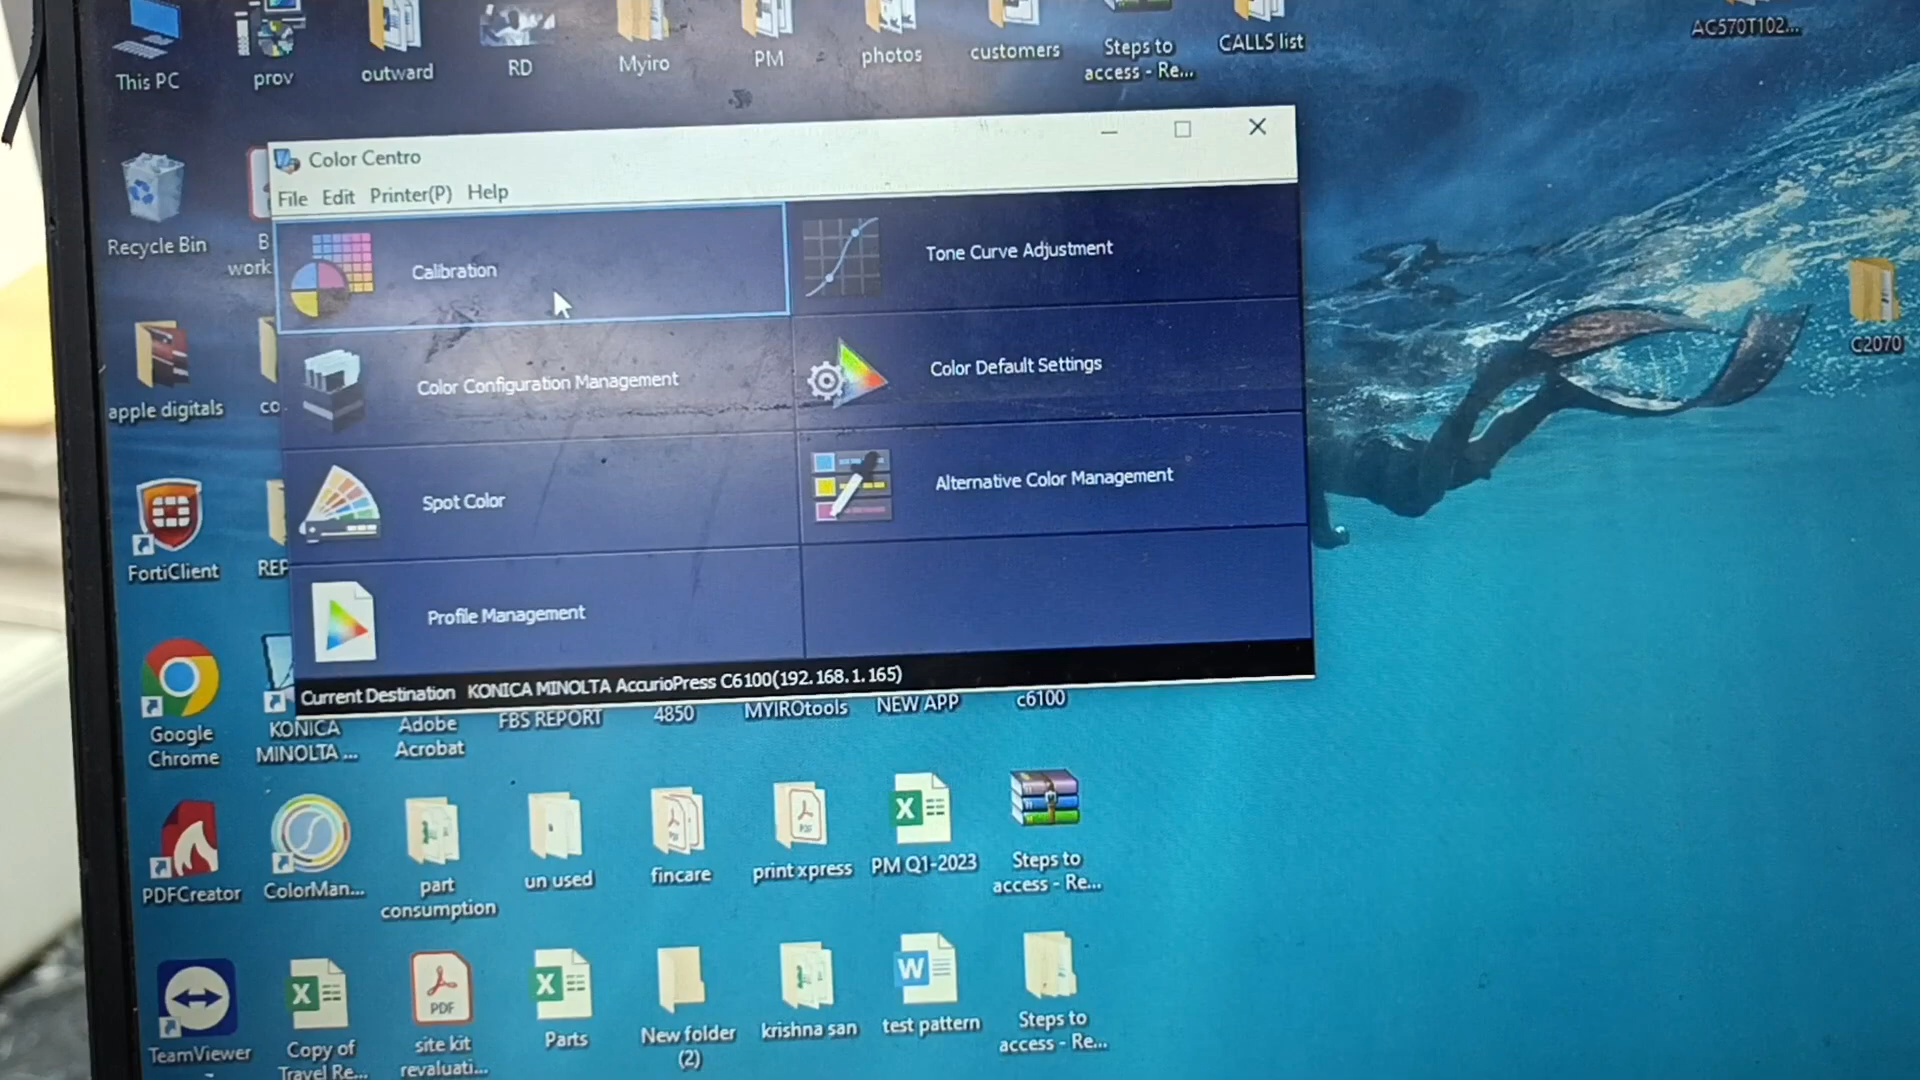 This PC
prov
outward
RD
Myiro
PM
photos
customers
Steps to
access - Re...
CALLS list
AC570T102...
Color Centro
File Edit Printer(P) Help
Calibration
Tone Curve Adjustment
Color Configuration Management
Color Default Settings
Spot Color
Alternative Color Management
Profile Management
Current Destination KONICA MINOLTA AccurioPress C6100(192.168.1.165)
Recycle Bin
B
work
apple digitals
co
FortiClient
REP
C2070
Google
Chrome
KONICA
MINOLTA ...
Adobe
Acrobat
FBS REPORT
4850
MYIROtools
NEW APP
c6100
PDFCreator
ColorMan...
part
consumption
un used
fincare
print xpress
PM Q1-2023
Steps to
access - Re...
TeamViewer
Copy of
Travel Re...
PDF
site kit
revaluati...
Parts
New folder
(2)
krishna san
test pattern
Steps to
access - Re...